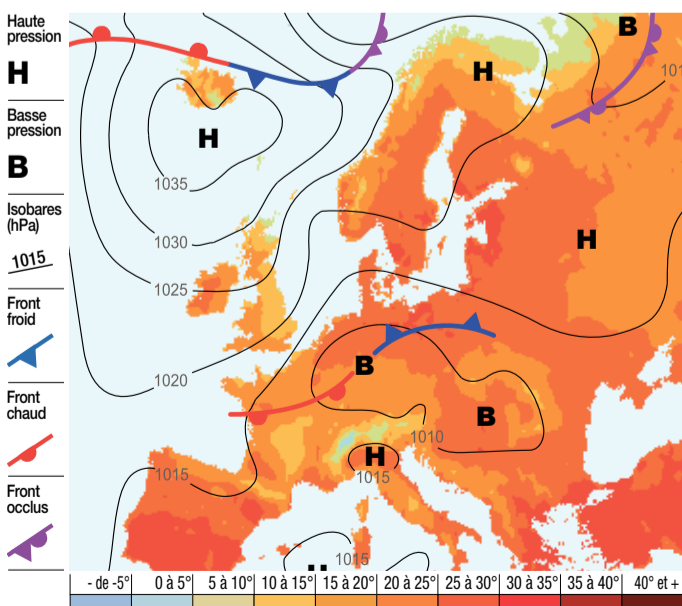 Haute
pression
H
Basse
pression
B
Isobares
(hPa)
1015
Front
froid
Front
chaud
Front
occlus
B
H
H
1035
1030
H
1025
B
1020
B
1010
H
1015
1015
1015
- de -5°
0 à 5°
5 à 10°
10 à 15°
15 à 20°
20 à 25°
25 à 30°
30 à 35°
35 à 40°
40° et +